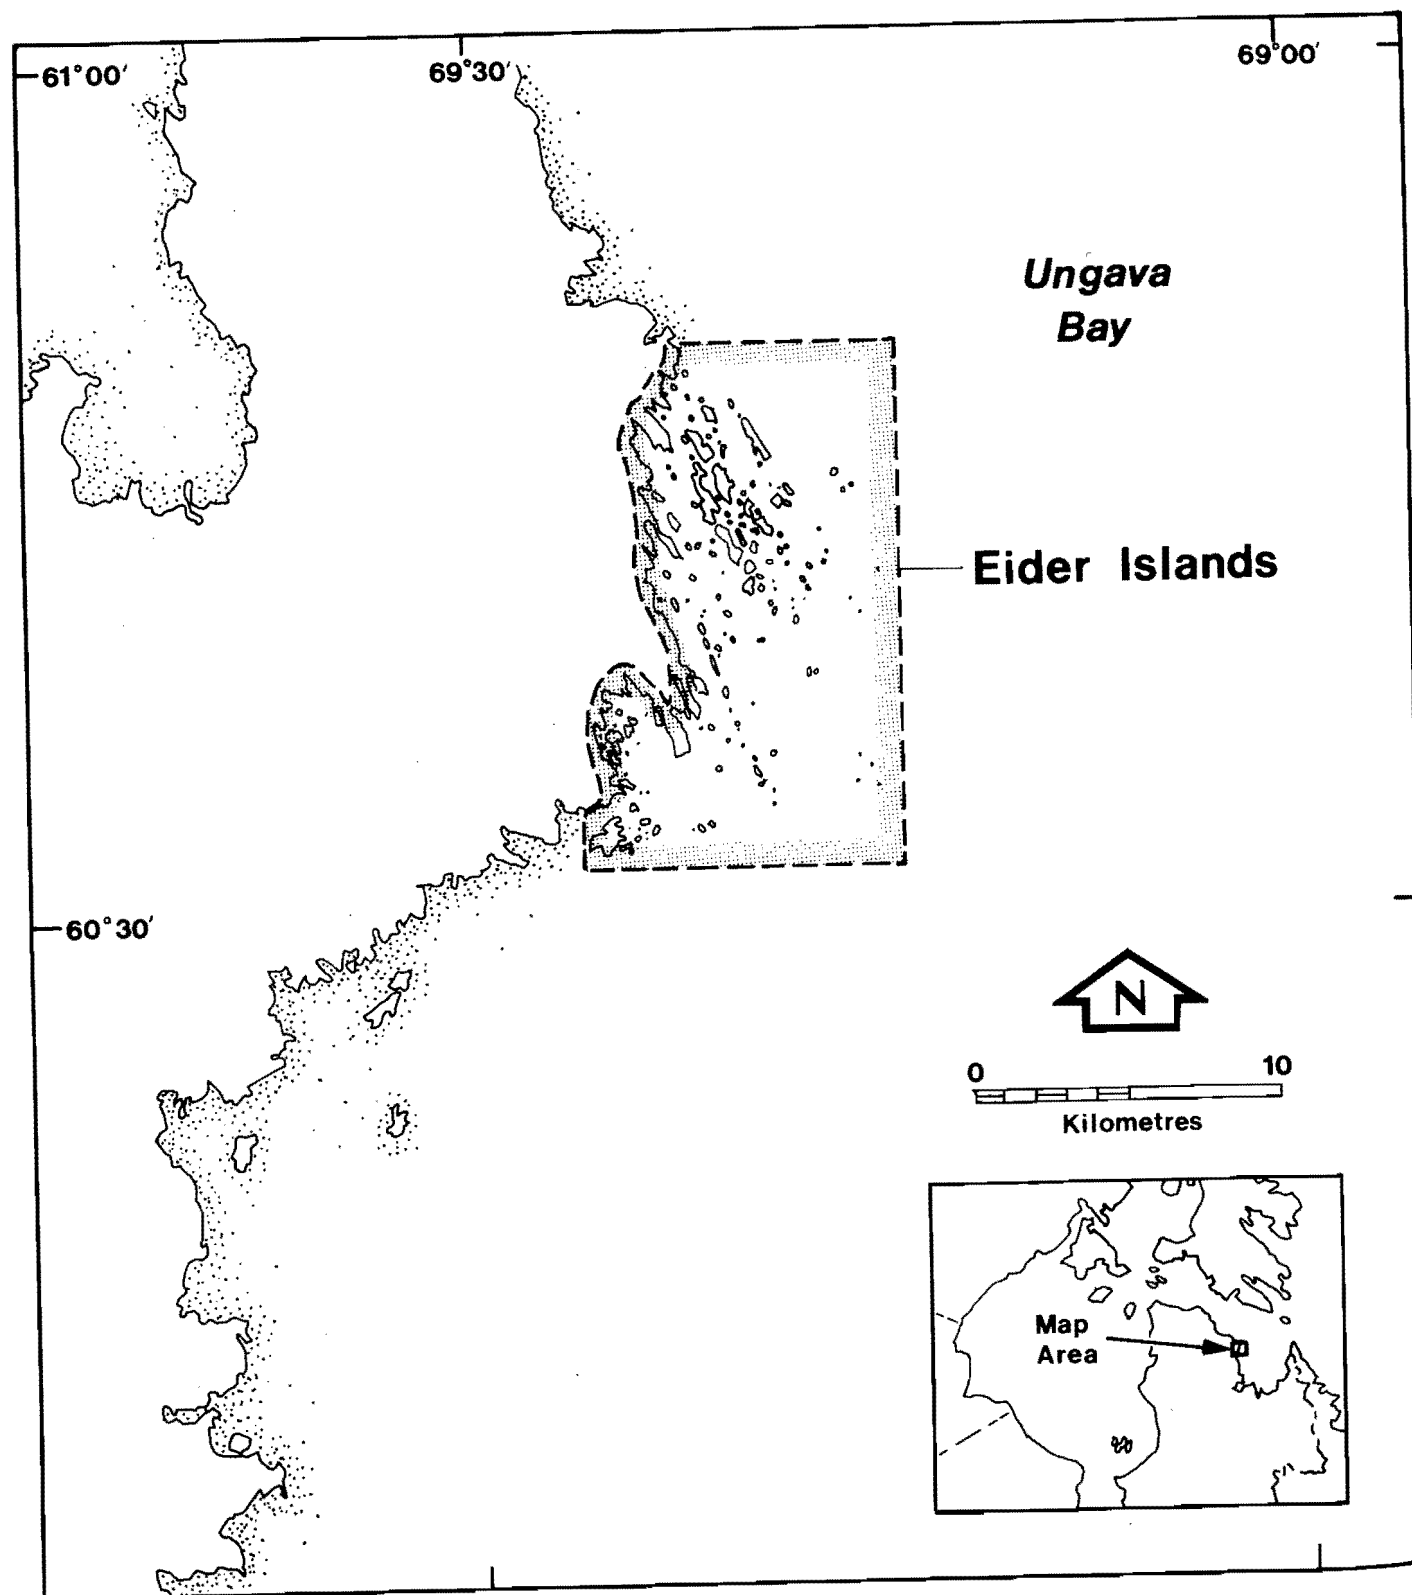 61°00'
69°30'
69°00'
Ungava
Bay
Eider Islands
60°30'
N
0 10
Kilometres
Map
Area